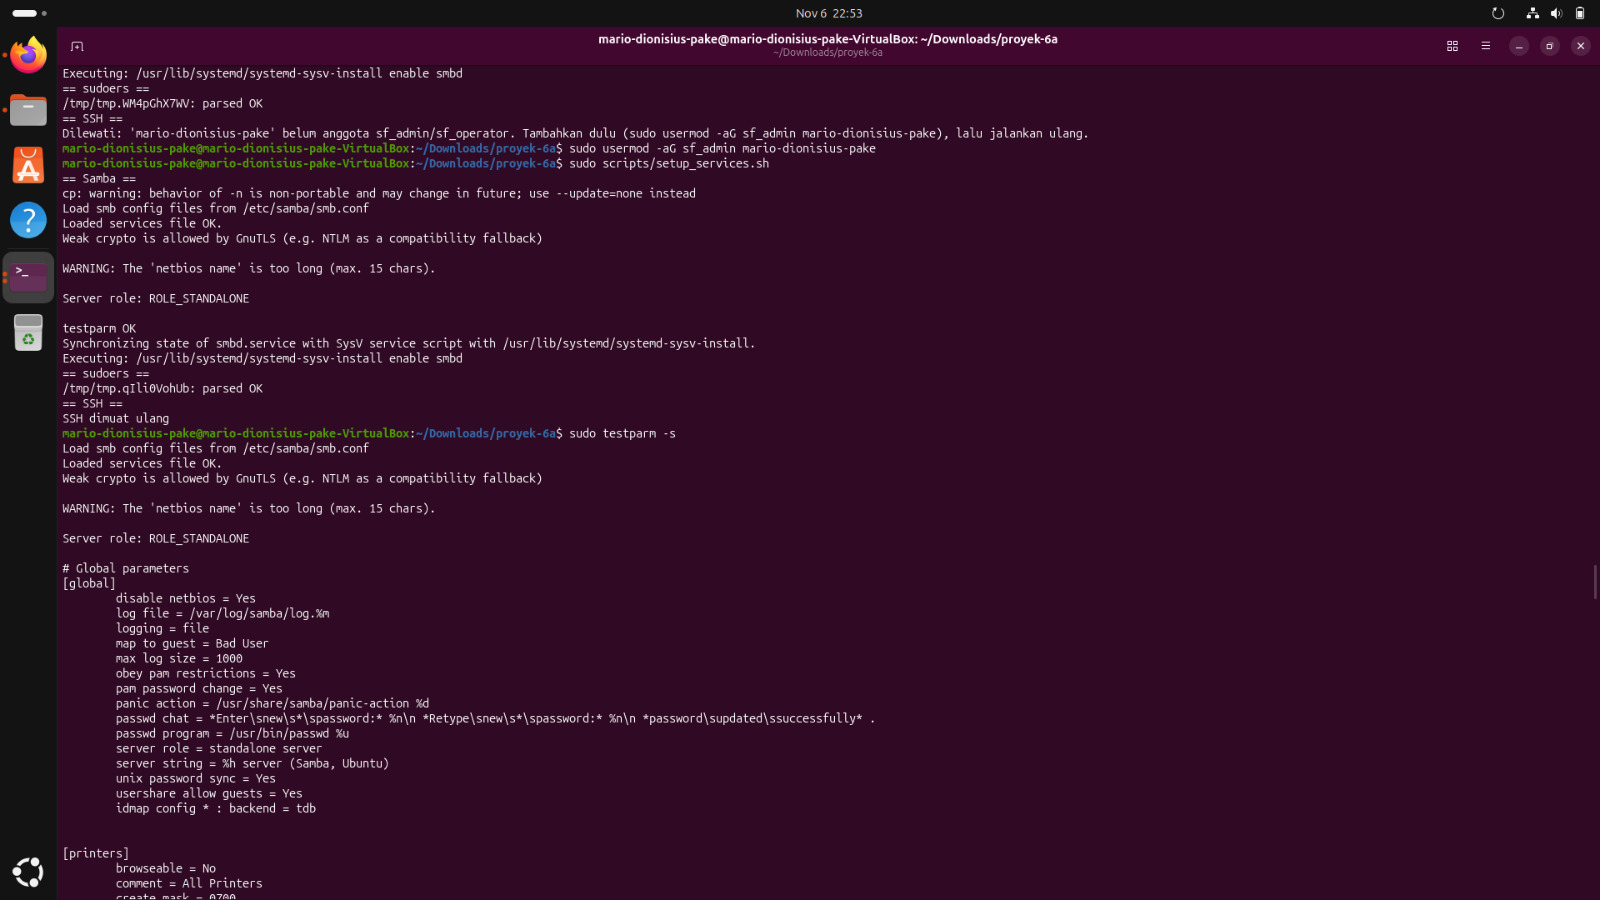 Nov 6 22:53
mario-dionisius-pake@mario-dionisius-pake-VirtualBox: ~/Downloads/proyek-6a
~/Downloads/proyek-6a
Executing: /usr/lib/systemd/systemd-sysv-install enable smbd
== sudoers ==
/tmp/tmp.WM4pGhX7WV: parsed OK
== SSH ==
Dilewati: 'mario-dionisius-pake' belum anggota sf_admin/sf_operator. Tambahkan dulu (sudo usermod -aG sf_admin mario-dionisius-pake), lalu jalankan ulang.
mario-dionisius-pake@mario-dionisius-pake-VirtualBox:~/Downloads/proyek-6a$ sudo usermod -aG sf_admin mario-dionisius-pake
mario-dionisius-pake@mario-dionisius-pake-VirtualBox:~/Downloads/proyek-6a$ sudo scripts/setup_services.sh
== Samba ==
cp: warning: behavior of -n is non-portable and may change in future; use --update=none instead
Load smb config files from /etc/samba/smb.conf
Loaded services file OK.
Weak crypto is allowed by GnuTLS (e.g. NTLM as a compatibility fallback)
WARNING: The 'netbios name' is too long (max. 15 chars).
Server role: ROLE_STANDALONE
testparm OK
Synchronizing state of smbd.service with SysV service script with /usr/lib/systemd/systemd-sysv-install.
Executing: /usr/lib/systemd/systemd-sysv-install enable smbd
== sudoers ==
/tmp/tmp.qIli0VohUb: parsed OK
== SSH ==
SSH dimuat ulang
mario-dionisius-pake@mario-dionisius-pake-VirtualBox:~/Downloads/proyek-6a$ sudo testparm -s
Load smb config files from /etc/samba/smb.conf
Loaded services file OK.
Weak crypto is allowed by GnuTLS (e.g. NTLM as a compatibility fallback)
WARNING: The 'netbios name' is too long (max. 15 chars).
Server role: ROLE_STANDALONE
# Global parameters
[global]
disable netbios = Yes
log file = /var/log/samba/log.%m
logging = file
map to guest = Bad User
max log size = 1000
obey pam restrictions = Yes
pam password change = Yes
panic action = /usr/share/samba/panic-action %d
passwd chat = *Enter\snew\s*\spassword:* %n\n *Retype\snew\s*\spassword:* %n\n *password\supdated\ssuccessfully* .
passwd program = /usr/bin/passwd %u
server role = standalone server
server string = %h server (Samba, Ubuntu)
unix password sync = Yes
usershare allow guests = Yes
idmap config * : backend = tdb
[printers]
browseable = No
comment = All Printers
create mask = 0700